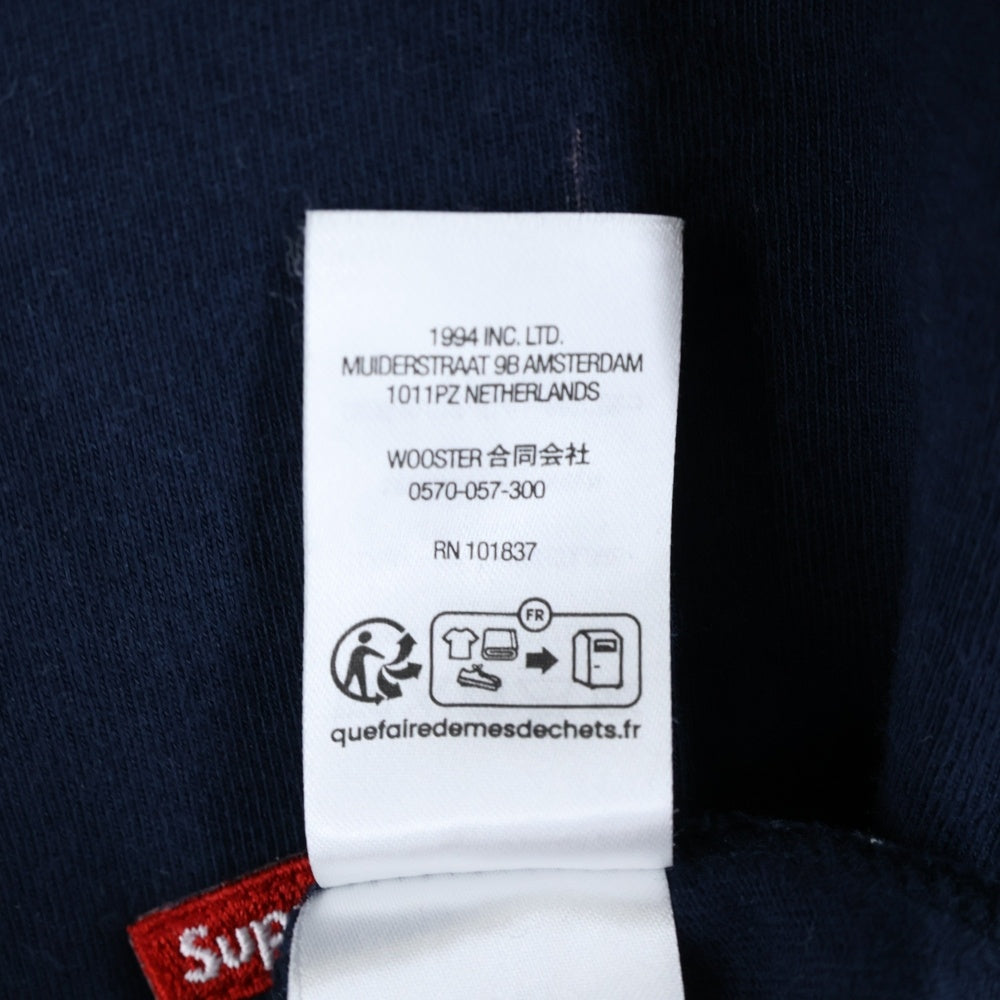 1994 INC. LTD.
MUIDERSTRAAT 9B AMSTERDAM
1011PZ NETHERLANDS
WOOSTER 合同会社
0570-057-300
RN 101837
FR
quefairedemesdechets.fr
Sup